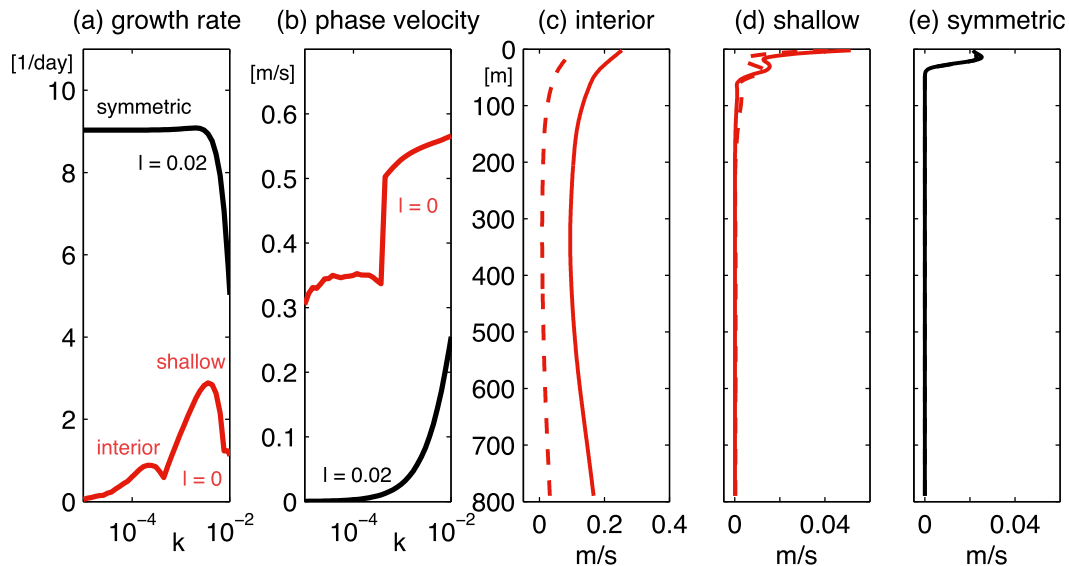 (a) growth rate
[1/day]
10
8
6
4
2
0
symmetric
l = 0.02
shallow
interior
l = 0
10⁻⁴
10⁻²
k
(b) phase velocity
[m/s]
0.6
0.5
0.4
0.3
0.2
0.1
0
l = 0
l = 0.02
10⁻⁴
10⁻²
k
(c) interior
0
[m]
100
200
300
400
500
600
700
800
0
0.2
0.4
m/s
(d) shallow
0
0.04
m/s
(e) symmetric
0
0.04
m/s